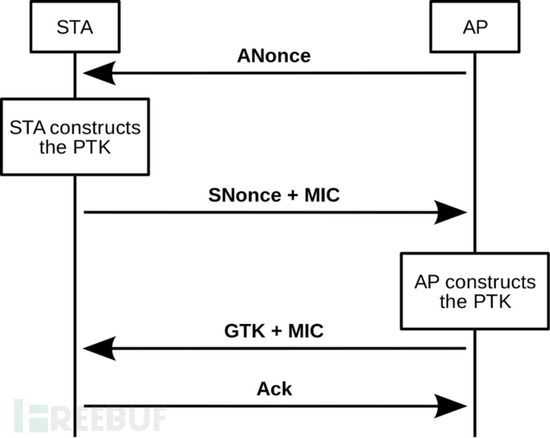 STA
AP
ANonce
STA constructs
the PTK
SNonce + MIC
AP constructs
the PTK
GTK + MIC
Ack
FREEBUF